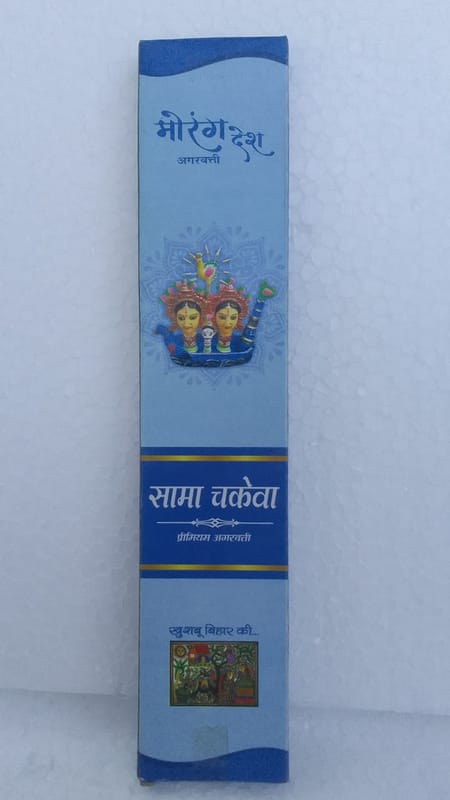 मोरंग देश
अगरबत्ती
सामा चकेवा
प्रीमियम अगरबत्ती
खुशबू बिहार की...